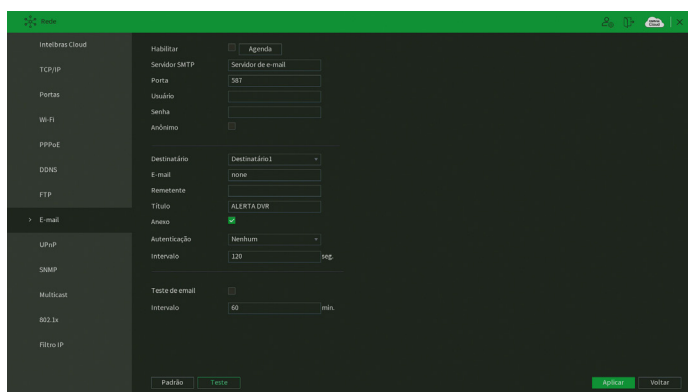 Rede
Intelbras Cloud
TCP/IP
Portas
Wi-Fi
PPPoE
DDNS
FTP
> E-mail
UPnP
SNMP
Multicast
802.1x
Filtro IP
Habilitar Agenda
Servidor SMTP Servidor de e-mail
Porta 587
Usuário
Senha
Anônimo
Destinatário Destinatário1
E-mail none
Remetente
Título ALERTA DVR
Anexo
Autenticação Nenhum
Intervalo 120 seg.
Teste de email
Intervalo 60 min.
Padrão Teste Aplicar Voltar